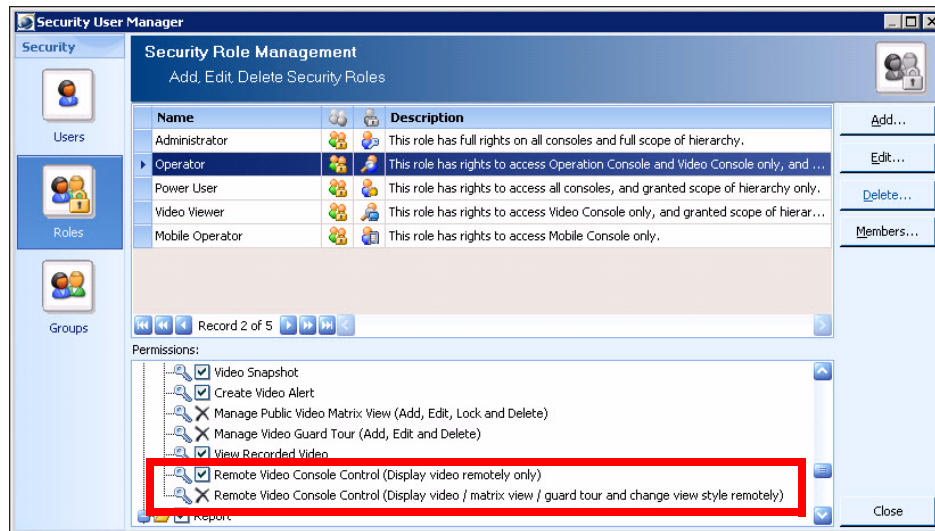 Security User Manager
Security
Security Role Management
Add, Edit, Delete Security Roles
Users
Roles
Groups
Name Description
Administrator This role has full rights on all consoles and full scope of hierarchy.
Operator This role has rights to access Operation Console and Video Console only, and ...
Power User This role has rights to access all consoles, and granted scope of hierarchy only.
Video Viewer This role has rights to access Video Console only, and granted scope of hierar...
Mobile Operator This role has rights to access Mobile Console only.
Record 2 of 5
Add...
Edit...
Delete...
Members...
Permissions:
Video Snapshot
Create Video Alert
Manage Public Video Matrix View (Add, Edit, Lock and Delete)
Manage Video Guard Tour (Add, Edit and Delete)
View Recorded Video
Remote Video Console Control (Display video remotely only)
Remote Video Console Control (Display video / matrix view / guard tour and change view style remotely)
Report
Close